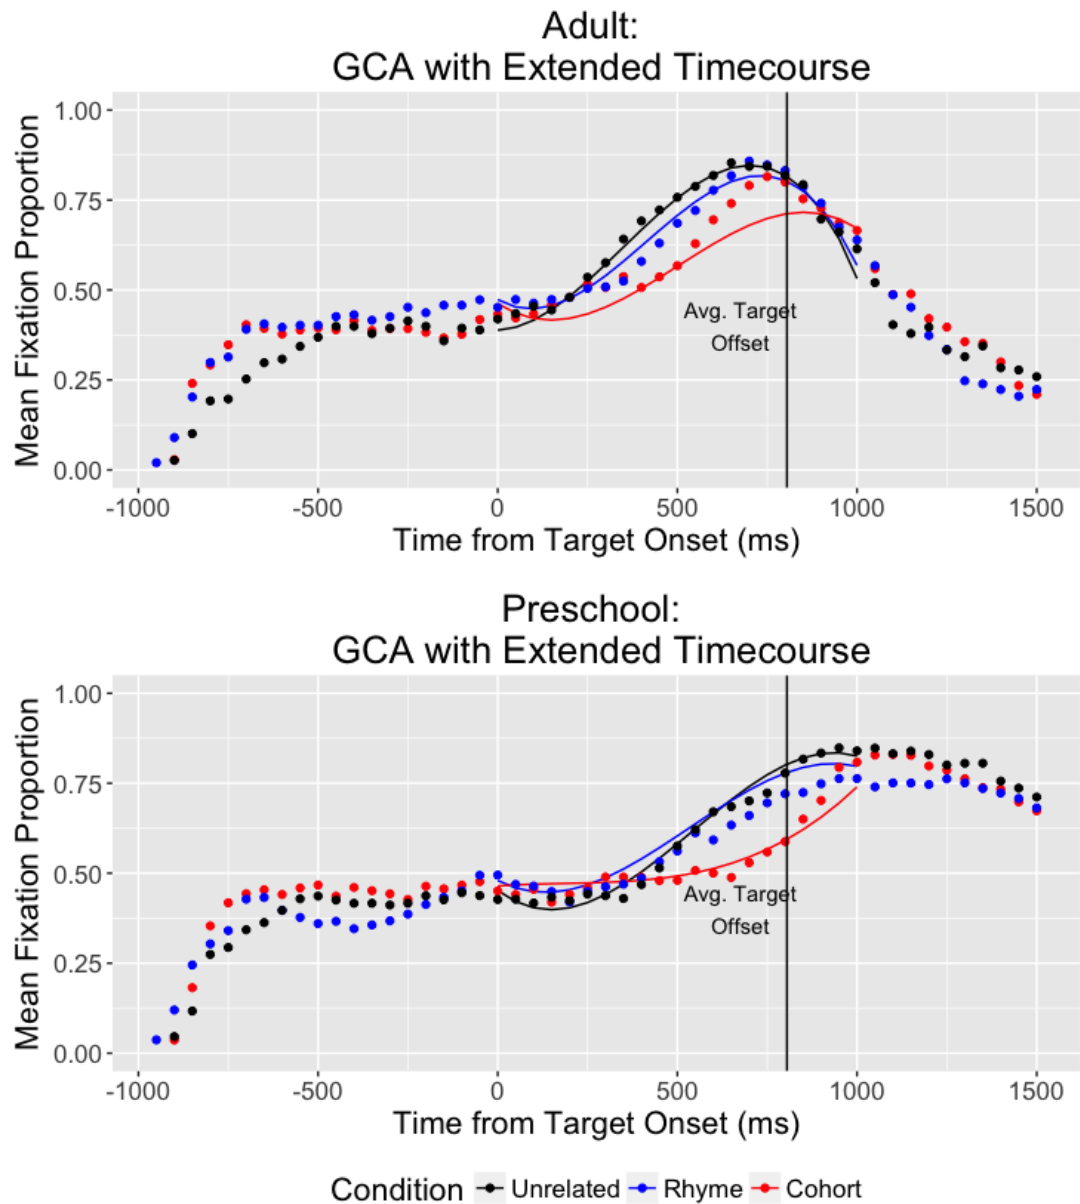 Adult:
GCA with Extended Timecourse
Mean Fixation Proportion
1.00
0.75
0.50
0.25
0.00
Avg. Target
Offset
-1000 -500 0 500 1000 1500
Time from Target Onset (ms)
Preschool:
GCA with Extended Timecourse
Mean Fixation Proportion
1.00
0.75
0.50
0.25
0.00
Avg. Target
Offset
-1000 -500 0 500 1000 1500
Time from Target Onset (ms)
Condition Unrelated Rhyme Cohort